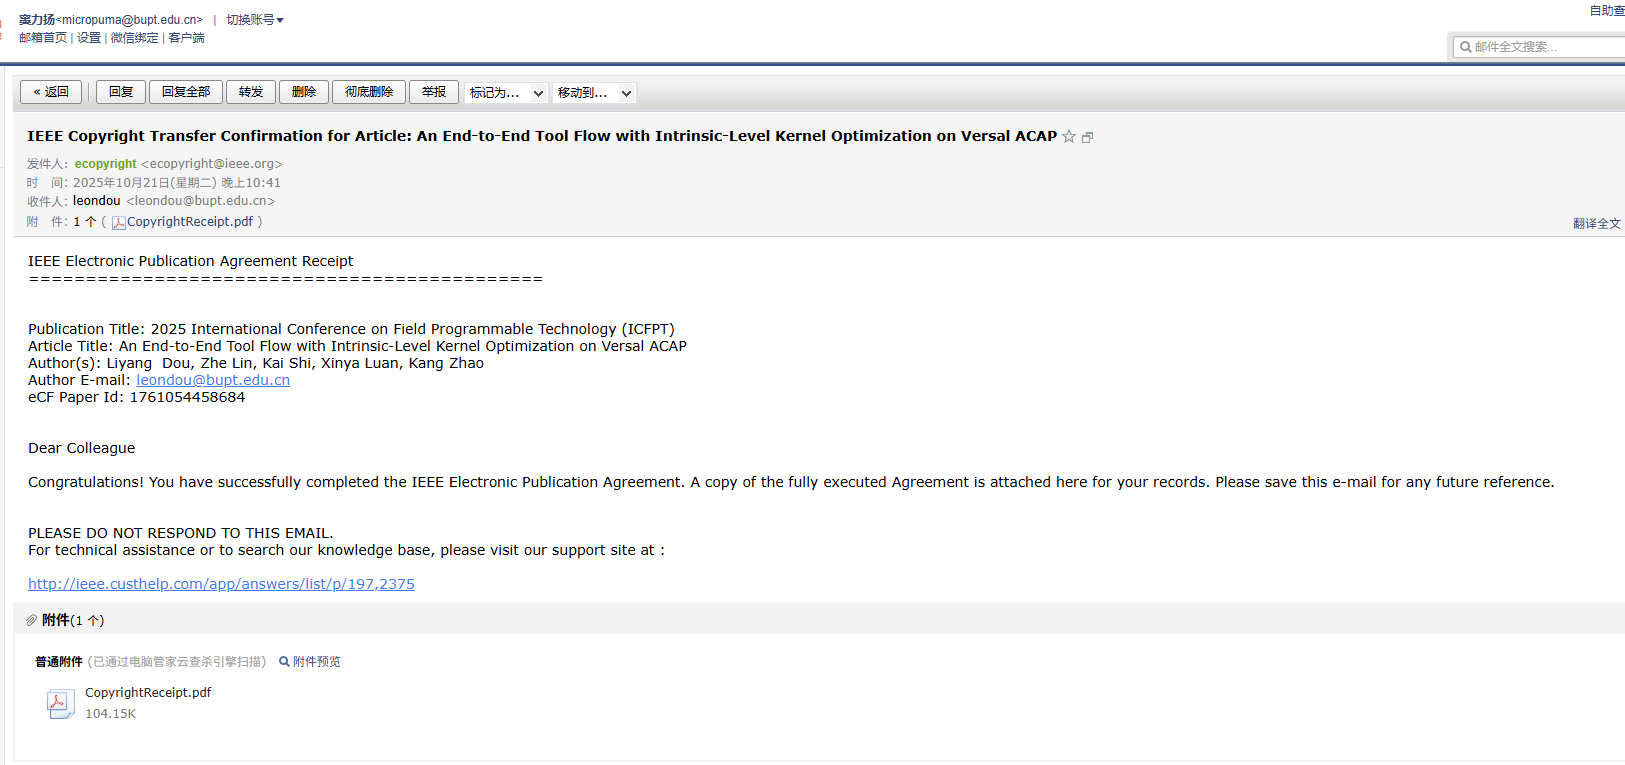 窦力扬<micropuma@bupt.edu.cn> | 切换账号
自助查
邮箱首页 | 设置 | 微信绑定 | 客户端
邮件全文搜索...
« 返回 回复 回复全部 转发 删除 彻底删除 举报 标记为... 移动到...
IEEE Copyright Transfer Confirmation for Article: An End-to-End Tool Flow with Intrinsic-Level Kernel Optimization on Versal ACAP
发件人: ecopyright <ecopyright@ieee.org>
时 间: 2025年10月21日(星期二) 晚上10:41
收件人: leondou <leondou@bupt.edu.cn>
附 件: 1 个 ( CopyrightReceipt.pdf )
翻译全文
IEEE Electronic Publication Agreement Receipt
=============================================
Publication Title: 2025 International Conference on Field Programmable Technology (ICFPT)
Article Title: An End-to-End Tool Flow with Intrinsic-Level Kernel Optimization on Versal ACAP
Author(s): Liyang  Dou, Zhe Lin, Kai Shi, Xinya Luan, Kang Zhao
Author E-mail: leondou@bupt.edu.cn
eCF Paper Id: 1761054458684
Dear Colleague
Congratulations! You have successfully completed the IEEE Electronic Publication Agreement. A copy of the fully executed Agreement is attached here for your records. Please save this e-mail for any future reference.
PLEASE DO NOT RESPOND TO THIS EMAIL.
For technical assistance or to search our knowledge base, please visit our support site at :
http://ieee.custhelp.com/app/answers/list/p/197,2375
附件(1 个)
普通附件 (已通过电脑管家云查杀引擎扫描) 附件预览
CopyrightReceipt.pdf
104.15K